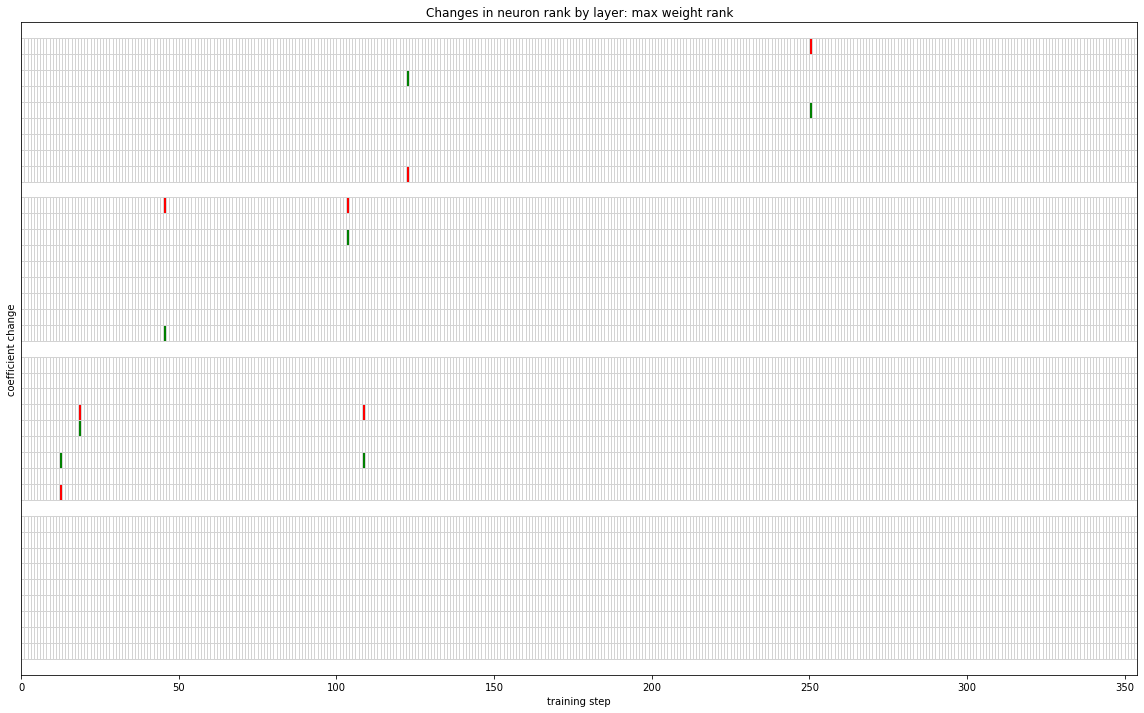 Changes in neuron rank by layer: max weight rank
coefficient change
0 50 100 150 200 250 300 350
training step